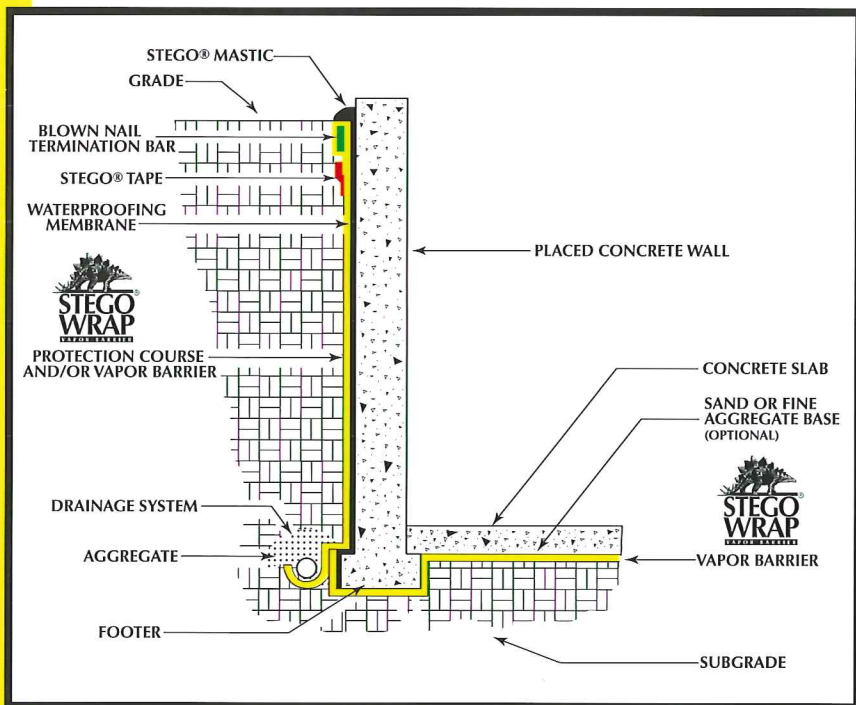 STEGO® MASTIC
GRADE
BLOWN NAIL
TERMINATION BAR
STEGO® TAPE
WATERPROOFING
MEMBRANE
STEGO®
WRAP
VAPOR BARRIER
PROTECTION COURSE
AND/OR VAPOR BARRIER
DRAINAGE SYSTEM
AGGREGATE
FOOTER
PLACED CONCRETE WALL
CONCRETE SLAB
SAND OR FINE
AGGREGATE BASE
(OPTIONAL)
STEGO®
WRAP
VAPOR BARRIER
VAPOR BARRIER
SUBGRADE